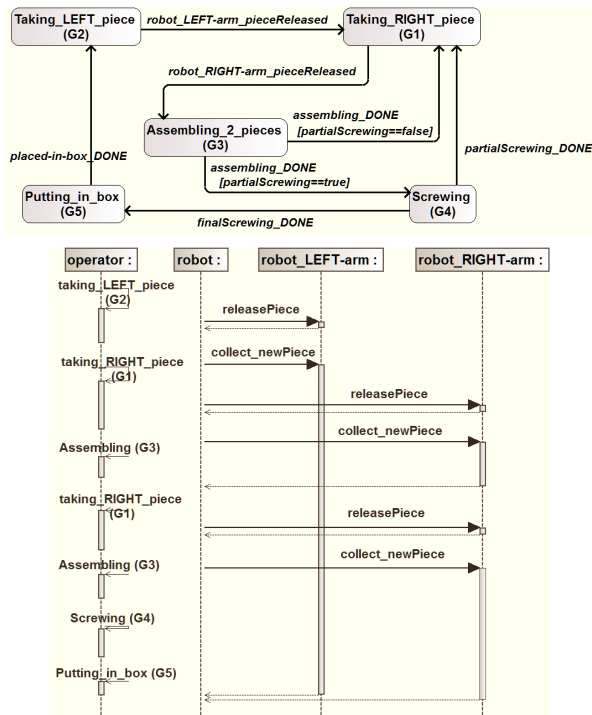 Taking_LEFT_piece
(G2)
robot_LEFT-arm_pieceReleased
Taking_RIGHT_piece
(G1)
robot_RIGHT-arm_pieceReleased
Assembling_2_pieces
(G3)
assembling_DONE
[partialScrewing==false]
placed-in-box_DONE
partialScrewing_DONE
assembling_DONE
[partialScrewing==true]
Putting_in_box
(G5)
Screwing
(G4)
finalScrewing_DONE
operator :
robot :
robot_LEFT-arm :
robot_RIGHT-arm :
taking_LEFT_piece
(G2)
releasePiece
collect_newPiece
taking_RIGHT_piece
(G1)
releasePiece
collect_newPiece
Assembling (G3)
taking_RIGHT_piece
(G1)
releasePiece
collect_newPiece
Assembling (G3)
Screwing (G4)
Putting_in_box (G5)